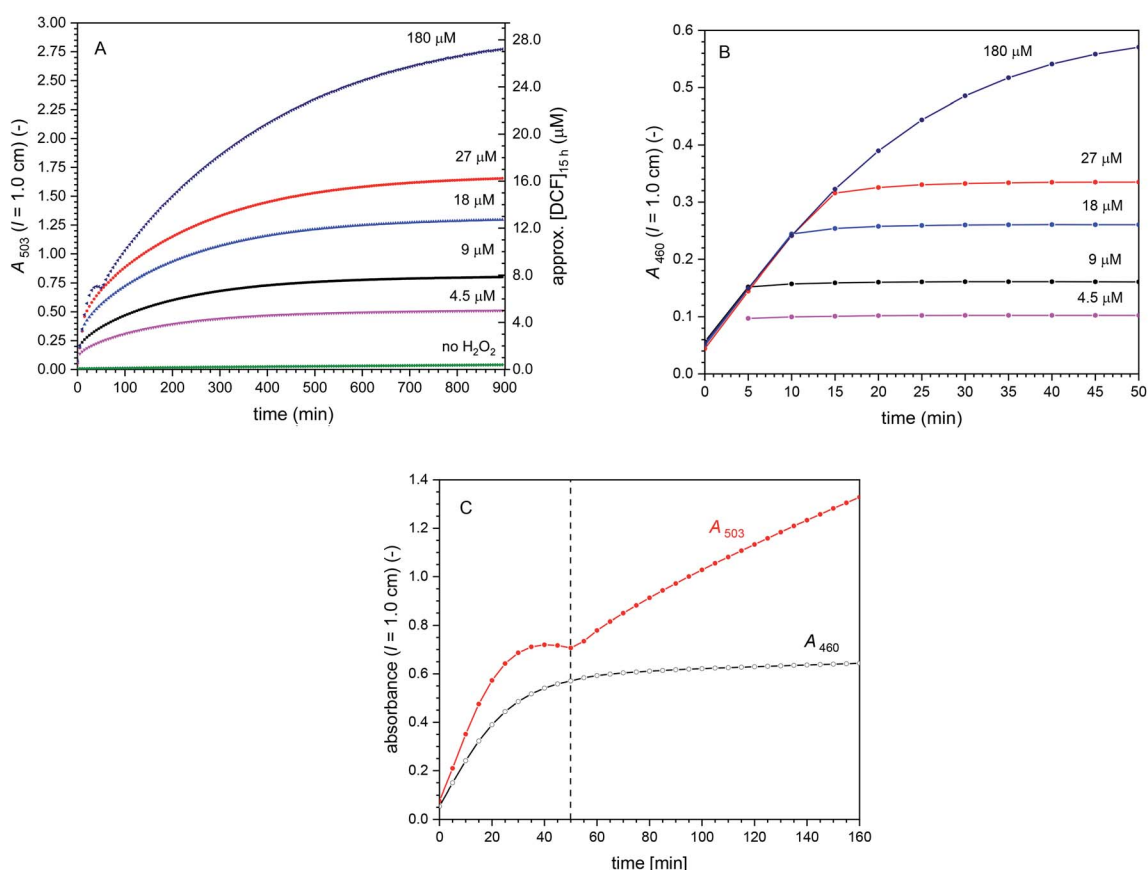 A
A 503 (l = 1.0 cm) (-)
3.00
2.75
2.50
2.25
2.00
1.75
1.50
1.25
1.00
0.75
0.50
0.25
0.00
180 μM
27 μM
18 μM
9 μM
4.5 μM
no H₂O₂
28.0
24.0
20.0
16.0
12.0
8.0
4.0
0.0
approx. [DCF]15 h (μM)
0 100 200 300 400 500 600 700 800 900
time (min)
B
A 460 (l = 1.0 cm) (-)
0.6
0.5
0.4
0.3
0.2
0.1
0.0
180 μM
27 μM
18 μM
9 μM
4.5 μM
0 5 10 15 20 25 30 35 40 45 50
time (min)
C
absorbance (l = 1.0 cm) (-)
1.4
1.2
1.0
0.8
0.6
0.4
0.2
0.0
A 503
A 460
0 20 40 60 80 100 120 140 160
time [min]